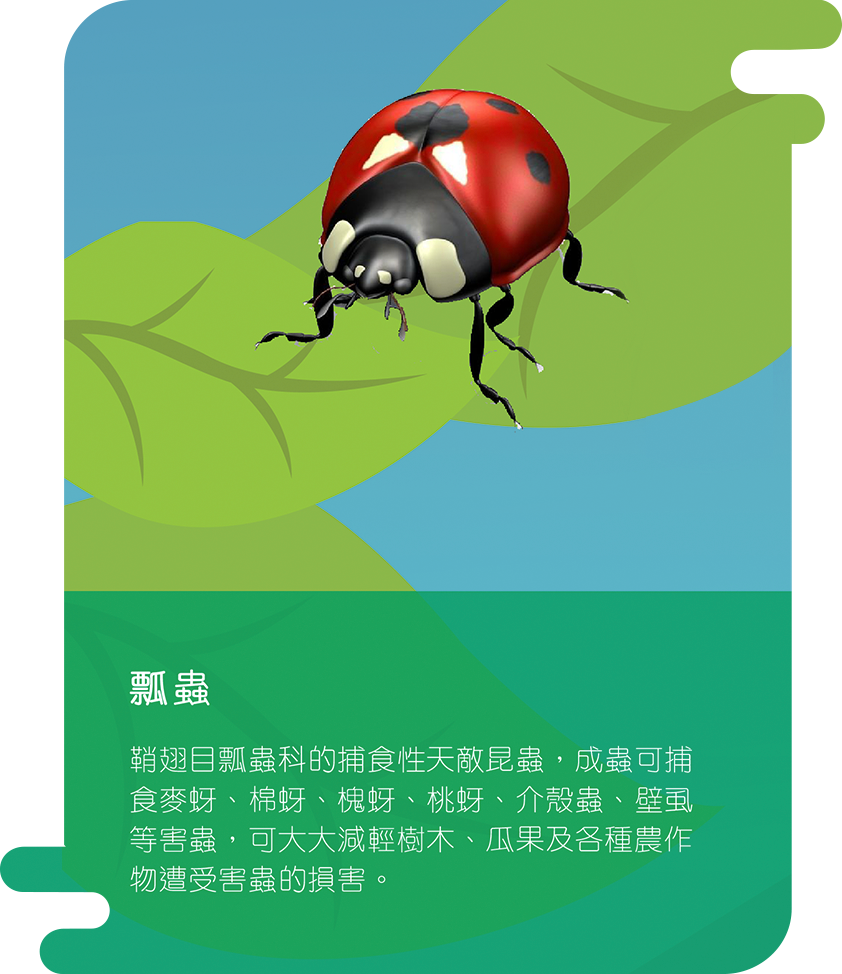 瓢蟲
鞘翅目瓢蟲科的捕食性天敵昆蟲，成蟲可捕
食麥蚜、棉蚜、槐蚜、桃蚜、介殼蟲、壁虱
等害蟲，可大大減輕樹木、瓜果及各種農作
物遭受害蟲的損害。